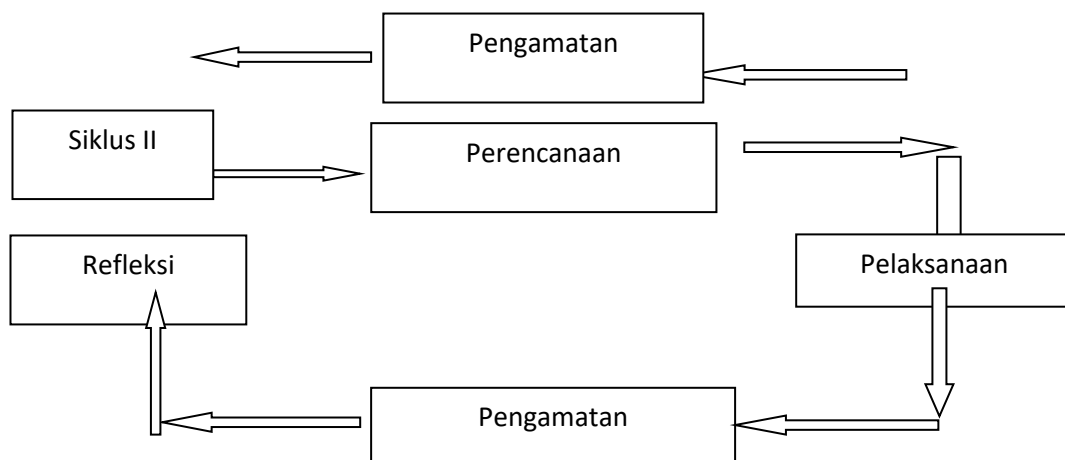 Pengamatan
Siklus II
Perencanaan
Refleksi
Pelaksanaan
Pengamatan